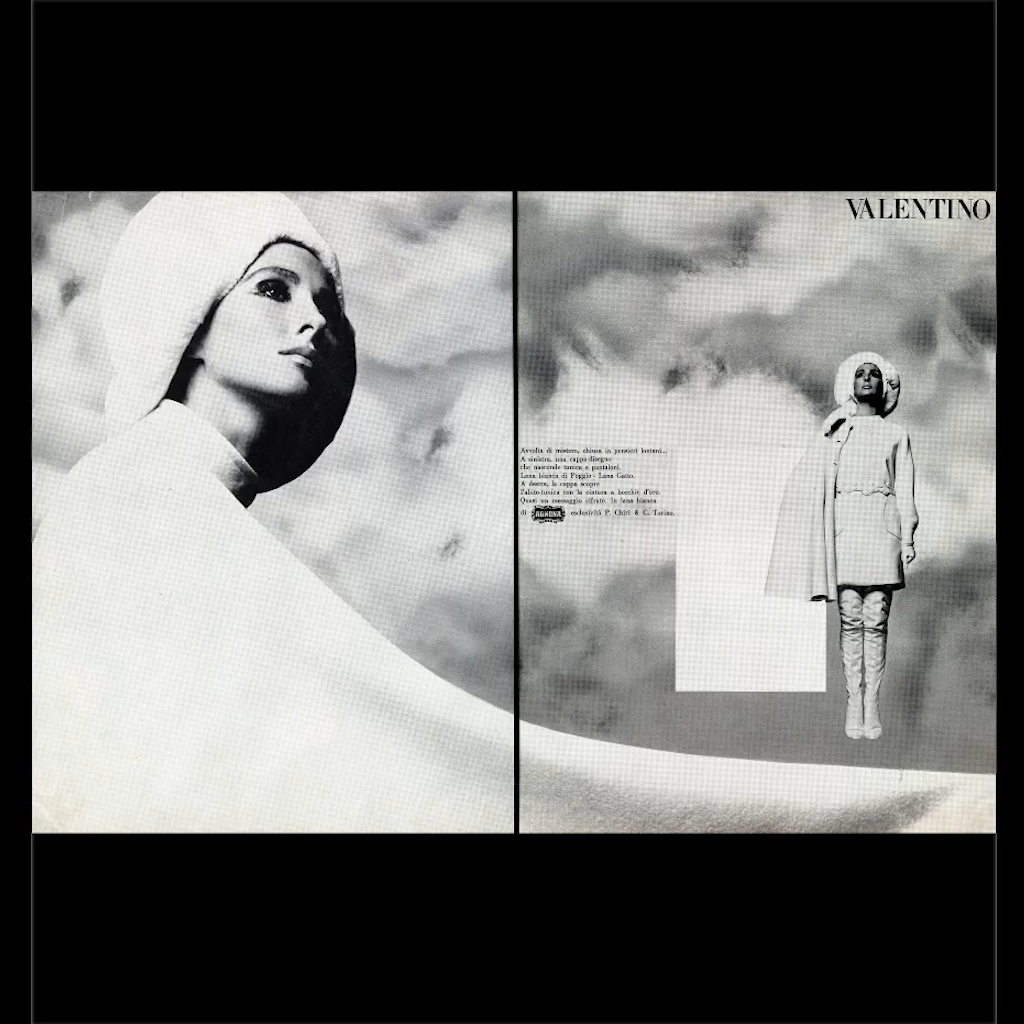 VALENTINO
Avvolta di mistero, chiusa in pensieri lontani...
A sinistra, una cappa-disegno
che nasconde tunica e pantaloni.
Lana bianca di Poggio - Lana Gatto.
A destra, la cappa scopre
l'abito-tunica con la cintura a borchie d'oro.
Quasi un messaggio cifrato. In lana bianca
di AGNONA esclusività P. Chiri & C. Torino.